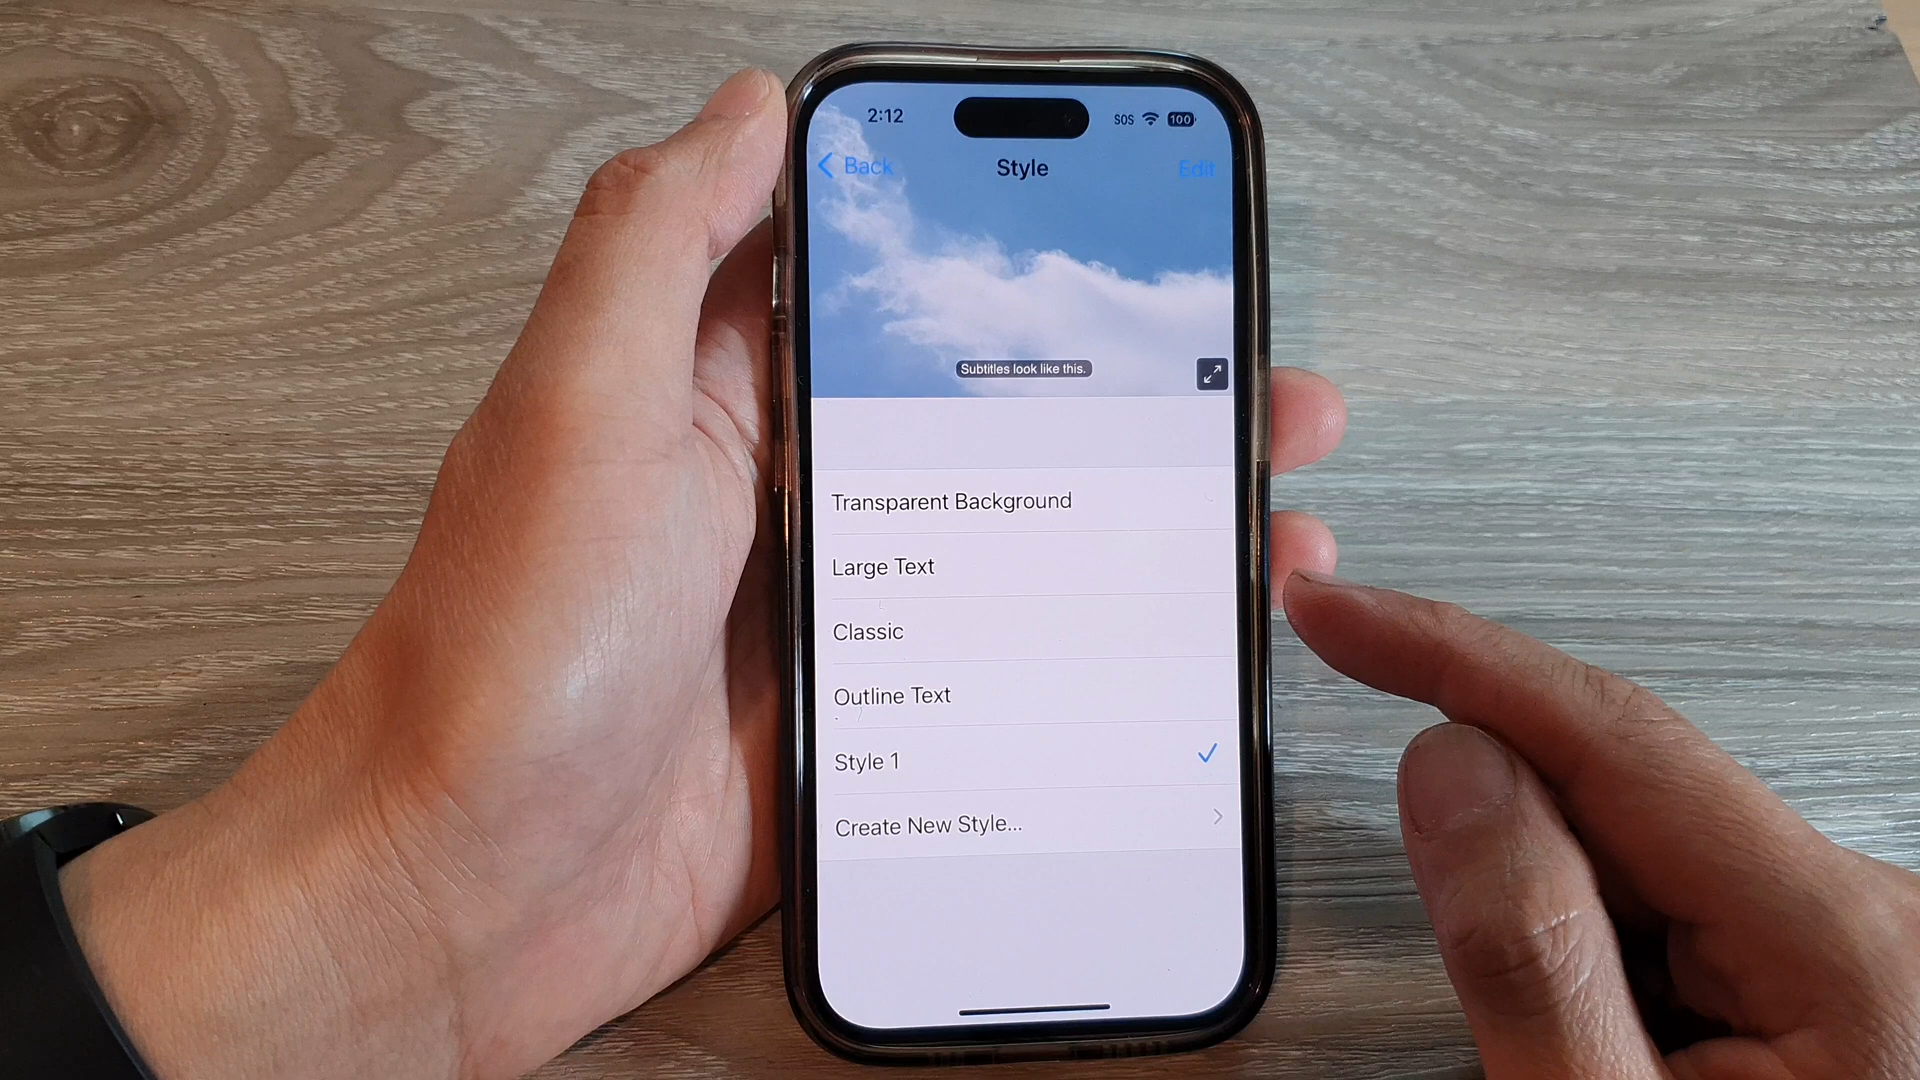 2:12
SOS 100
Back Style Edit
Subtitles look like this.
Transparent Background
Large Text
Classic
Outline Text
Style 1
Create New Style...